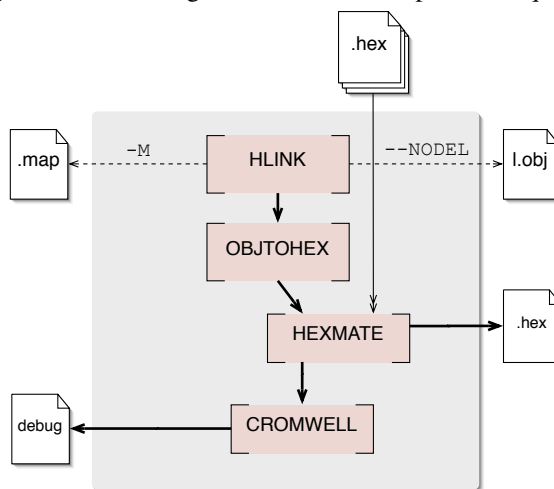 .hex
.map
-M
HLINK
--NODEL
l.obj
OBJTOHEX
HEXMATE
.hex
debug
CROMWELL